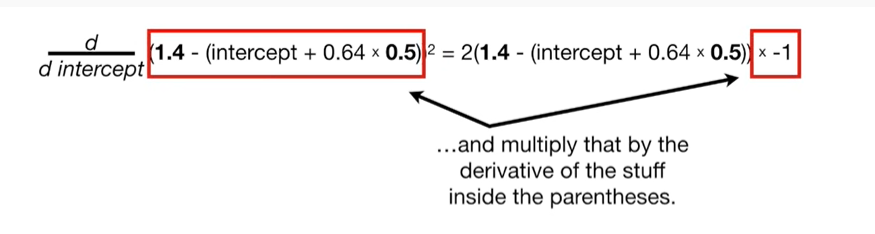 d
d intercept
(1.4 - (intercept + 0.64 × 0.5))² = 2(1.4 - (intercept + 0.64 × 0.5)) × -1
...and multiply that by the
derivative of the stuff
inside the parentheses.